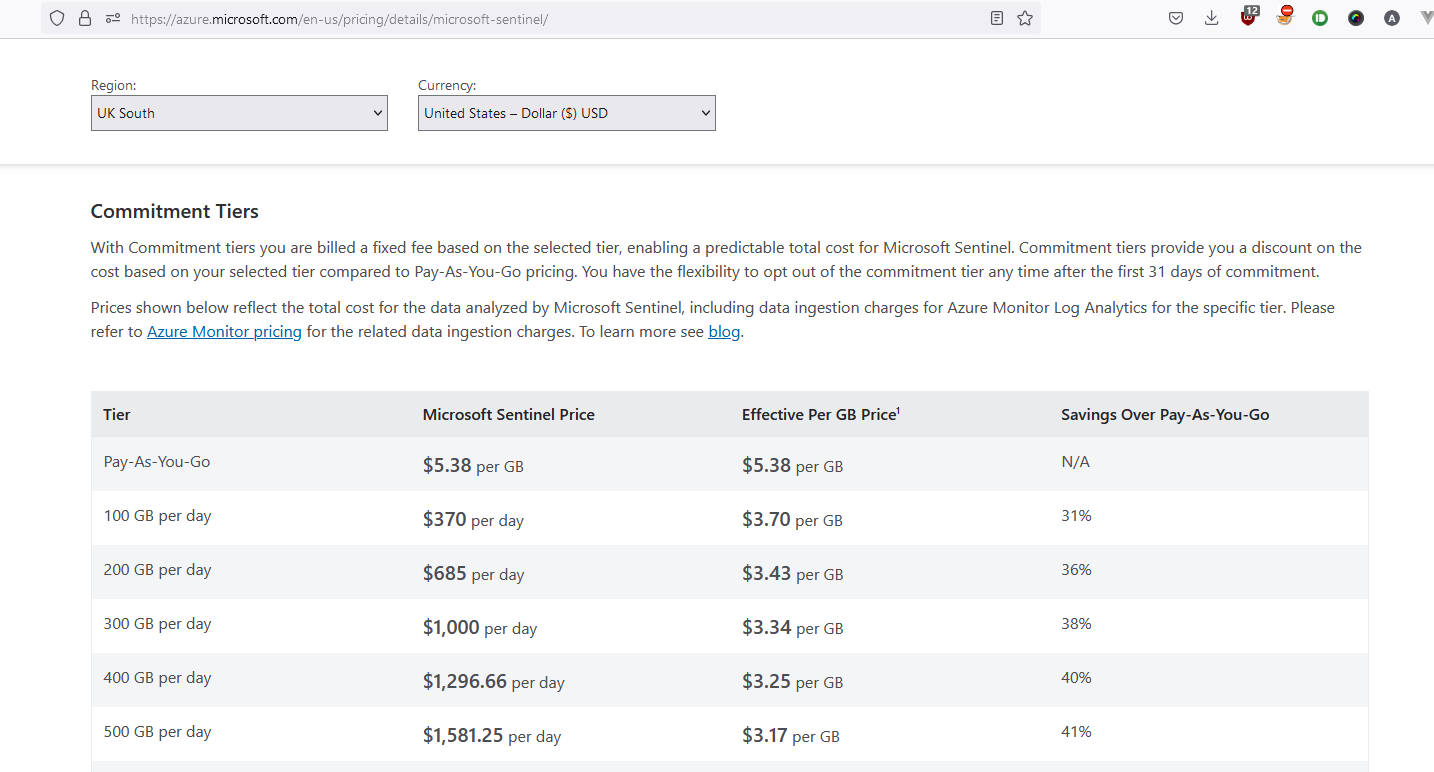 https://azure.microsoft.com/en-us/pricing/details/microsoft-sentinel/
12
A
Region:
Currency:
UK South
United States – Dollar ($) USD
Commitment Tiers
With Commitment tiers you are billed a fixed fee based on the selected tier, enabling a predictable total cost for Microsoft Sentinel. Commitment tiers provide you a discount on the
cost based on your selected tier compared to Pay-As-You-Go pricing. You have the flexibility to opt out of the commitment tier any time after the first 31 days of commitment.
Prices shown below reflect the total cost for the data analyzed by Microsoft Sentinel, including data ingestion charges for Azure Monitor Log Analytics for the specific tier. Please
refer to Azure Monitor pricing for the related data ingestion charges. To learn more see blog.
Tier Microsoft Sentinel Price Effective Per GB Price¹ Savings Over Pay-As-You-Go
Pay-As-You-Go $5.38 per GB $5.38 per GB N/A
100 GB per day $370 per day $3.70 per GB 31%
200 GB per day $685 per day $3.43 per GB 36%
300 GB per day $1,000 per day $3.34 per GB 38%
400 GB per day $1,296.66 per day $3.25 per GB 40%
500 GB per day $1,581.25 per day $3.17 per GB 41%